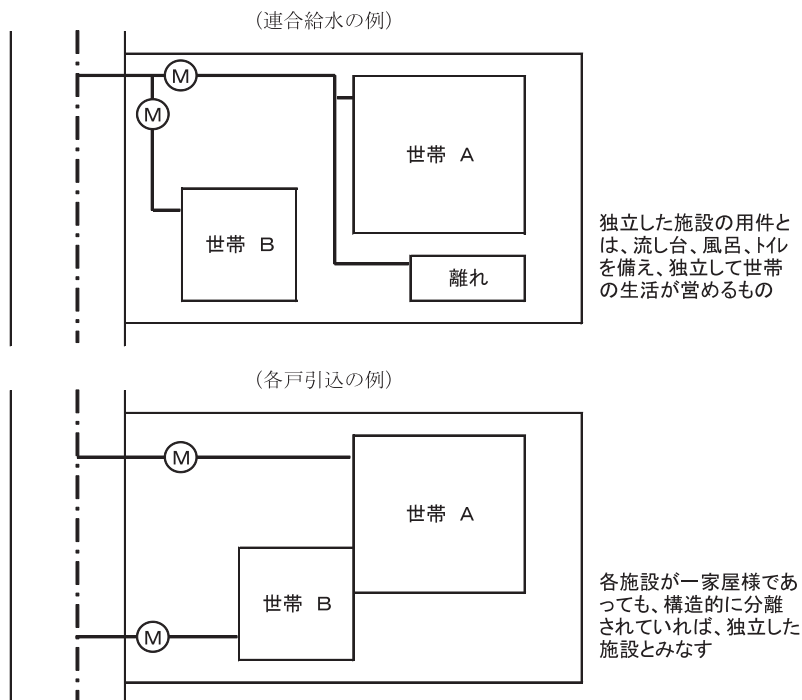 （連合給水の例）
M
M
世帯 A
世帯 B
離れ
独立した施設の用件と
は、流し台、風呂、トイレ
を備え、独立して世帯
の生活が営めるもの
（各戸引込の例）
M
世帯 A
世帯 B
M
各施設が一家屋様であ
っても、構造的に分離
されていれば、独立した
施設とみなす